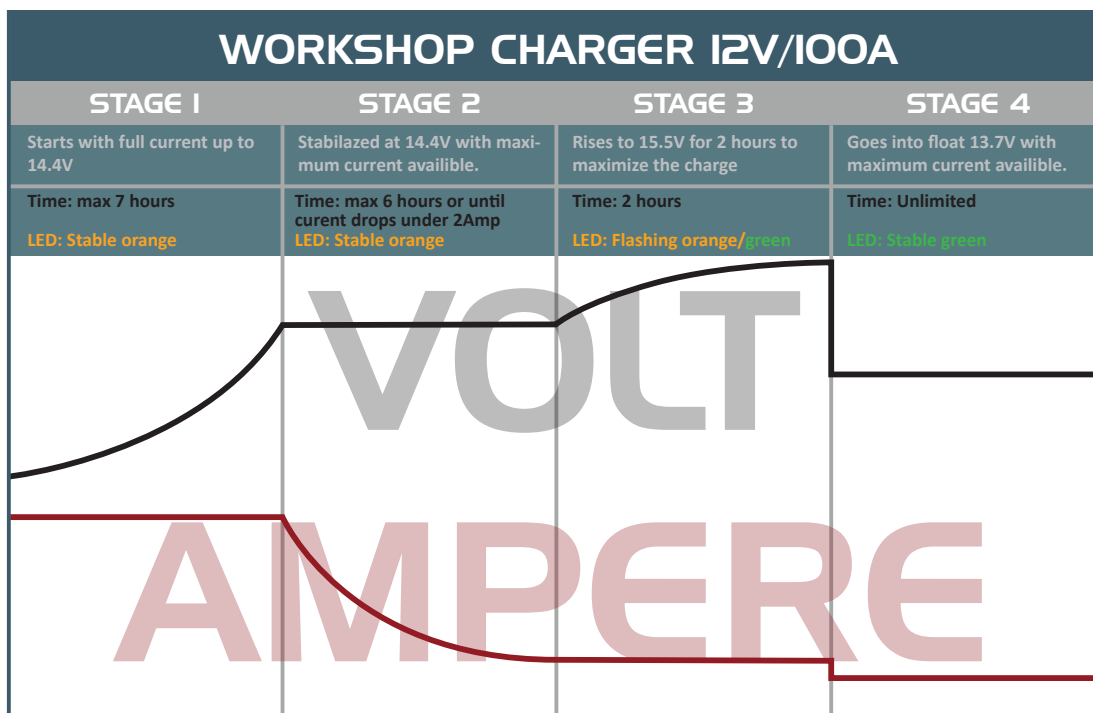 WORKSHOP CHARGER 12V/100A
STAGE 1
STAGE 2
STAGE 3
STAGE 4
Starts with full current up to
14.4V
Stabilazed at 14.4V with maxi-
mum current availible.
Rises to 15.5V for 2 hours to
maximize the charge
Goes into float 13.7V with
maximum current availible.
Time: max 7 hours
LED: Stable orange
Time: max 6 hours or until
curent drops under 2Amp
LED: Stable orange
Time: 2 hours
LED: Flashing orange/green
Time: Unlimited
LED: Stable green
VOLT
AMPERE